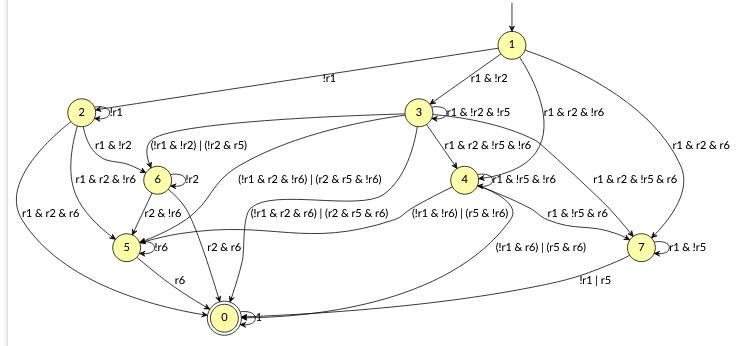 1
!r1
r1 & !r2
2
!r1
3
r1 & !r2 & !r5
r1 & r2 & !r6
r1 & !r2
(!r1 & !r2) | (!r2 & r5)
r1 & r2 & !r5 & !r6
r1 & r2 & r6
r1 & r2 & !r6
6
!r2
(!r1 & r2 & !r6) | (r2 & r5 & !r6)
4
r1 & !r5 & !r6
r1 & r2 & !r5 & r6
r1 & r2 & r6
r2 & !r6
(!r1 & r2 & r6) | (r2 & r5 & r6)
(!r1 & !r6) | (r5 & !r6)
r1 & !r5 & r6
5
!r6
r2 & r6
(!r1 & r6) | (r5 & r6)
7
r1 & !r5
r6
!r1 | r5
0
1